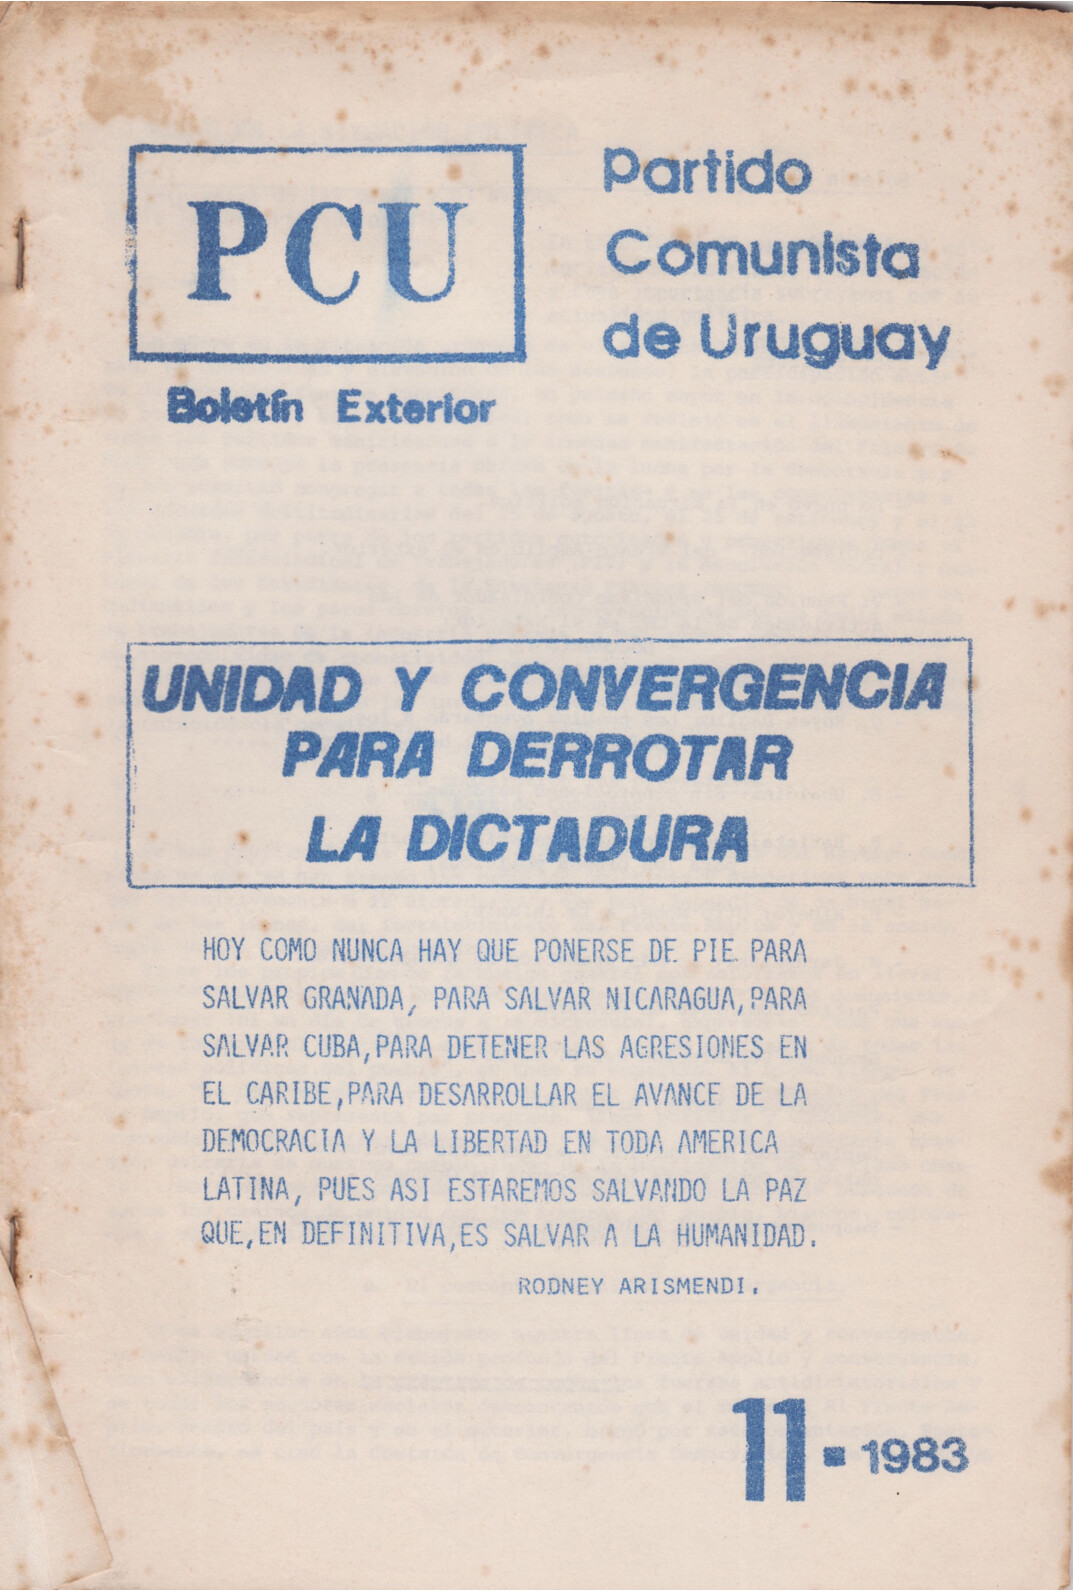 PCU
Partido
Comunista
de Uruguay
Boletín Exterior
UNIDAD Y CONVERGENCIA
PARA DERROTAR
LA DICTADURA
HOY COMO NUNCA HAY QUE PONERSE DE PIE PARA
SALVAR GRANADA, PARA SALVAR NICARAGUA,PARA
SALVAR CUBA,PARA DETENER LAS AGRESIONES EN
EL CARIBE,PARA DESARROLLAR EL AVANCE DE LA
DEMOCRACIA Y LA LIBERTAD EN TODA AMERICA
LATINA, PUES ASI ESTAREMOS SALVANDO LA PAZ
QUE,EN DEFINITIVA,ES SALVAR A LA HUMANIDAD.
RODNEY ARISMENDI.
11 ▪ 1983